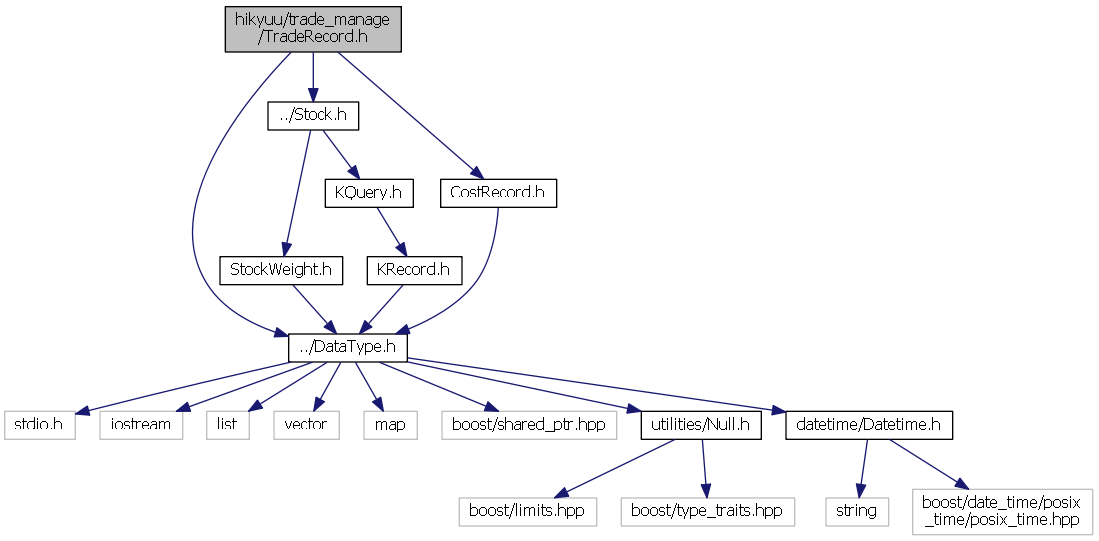 hikyuu/trade_manage
/TradeRecord.h
../Stock.h
KQuery.h
CostRecord.h
StockWeight.h
KRecord.h
../DataType.h
stdio.h
iostream
list
vector
map
boost/shared_ptr.hpp
utilities/Null.h
datetime/Datetime.h
boost/limits.hpp
boost/type_traits.hpp
string
boost/date_time/posix
_time/posix_time.hpp